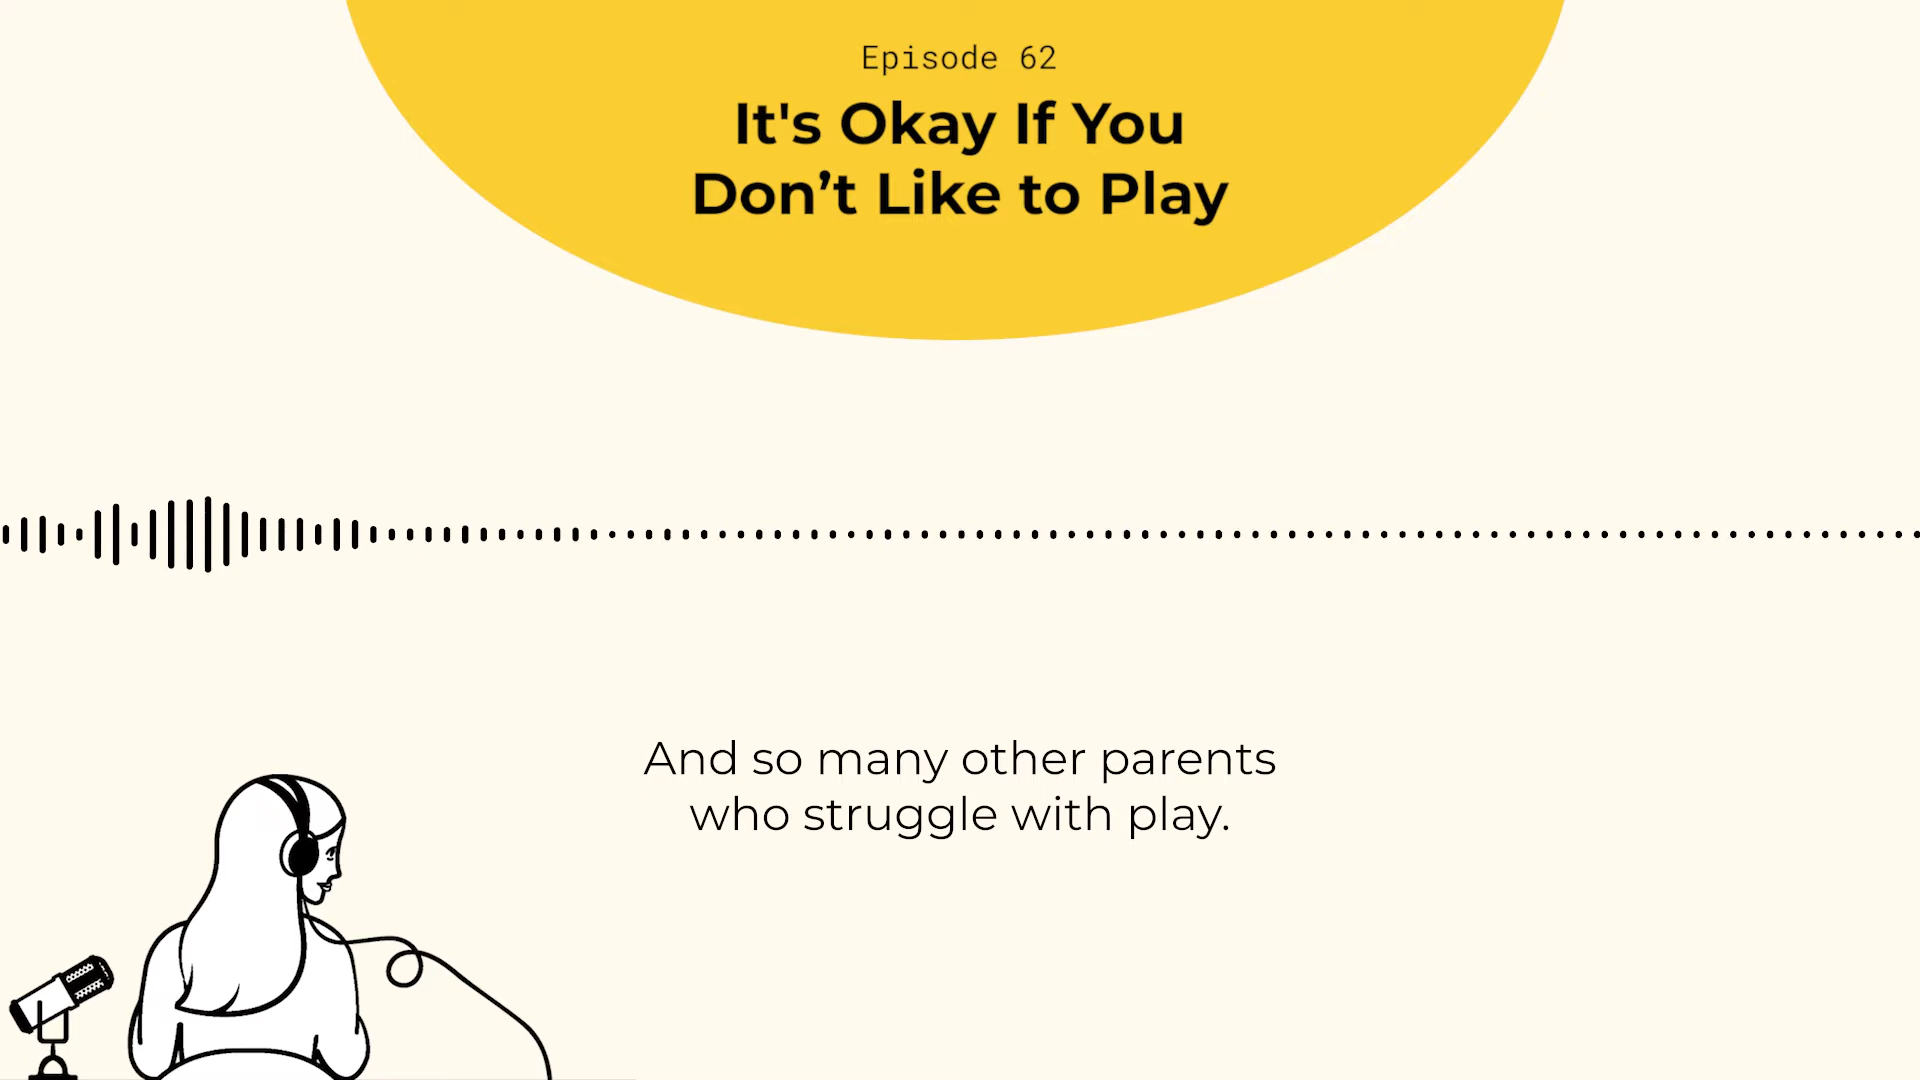 Episode 62
It's Okay If You
Don’t Like to Play
And so many other parents
who struggle with play.